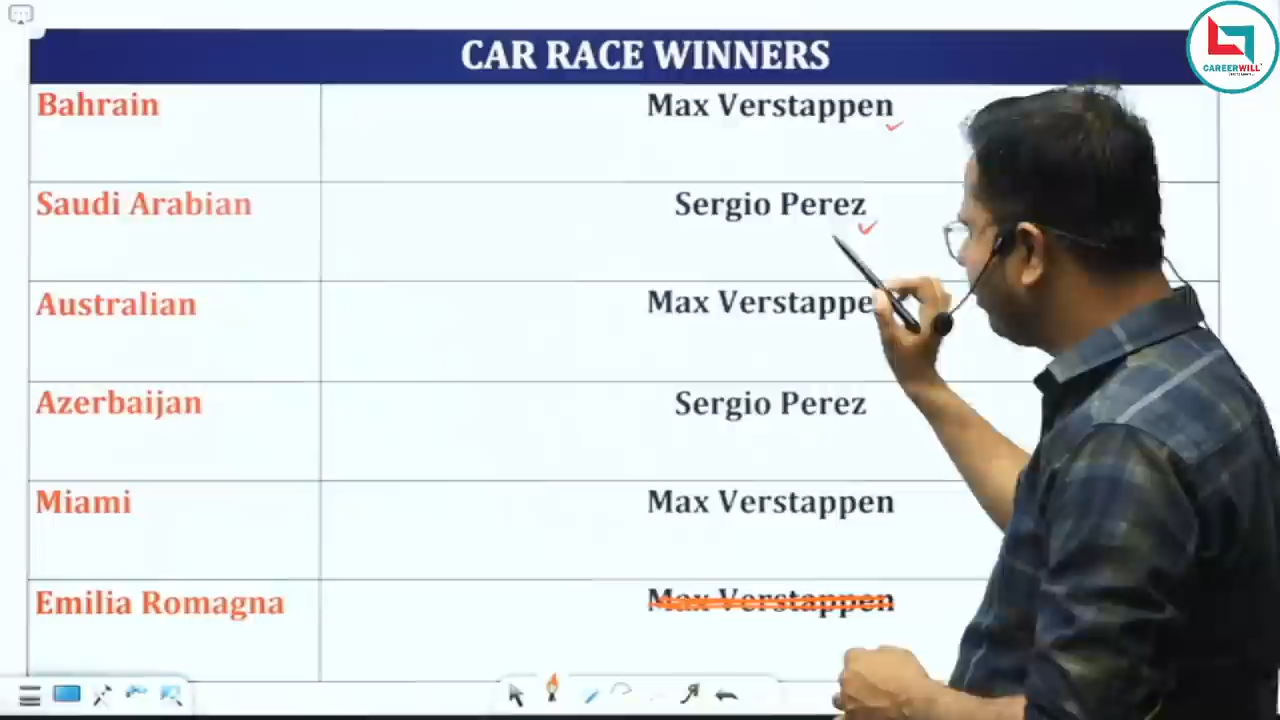 CAR RACE WINNERS
CAREERWILL
Bahrain Max Verstappen
Saudi Arabian Sergio Perez
Australian Max Verstappe
Azerbaijan Sergio Perez
Miami Max Verstappen
Emilia Romagna Max Verstappen